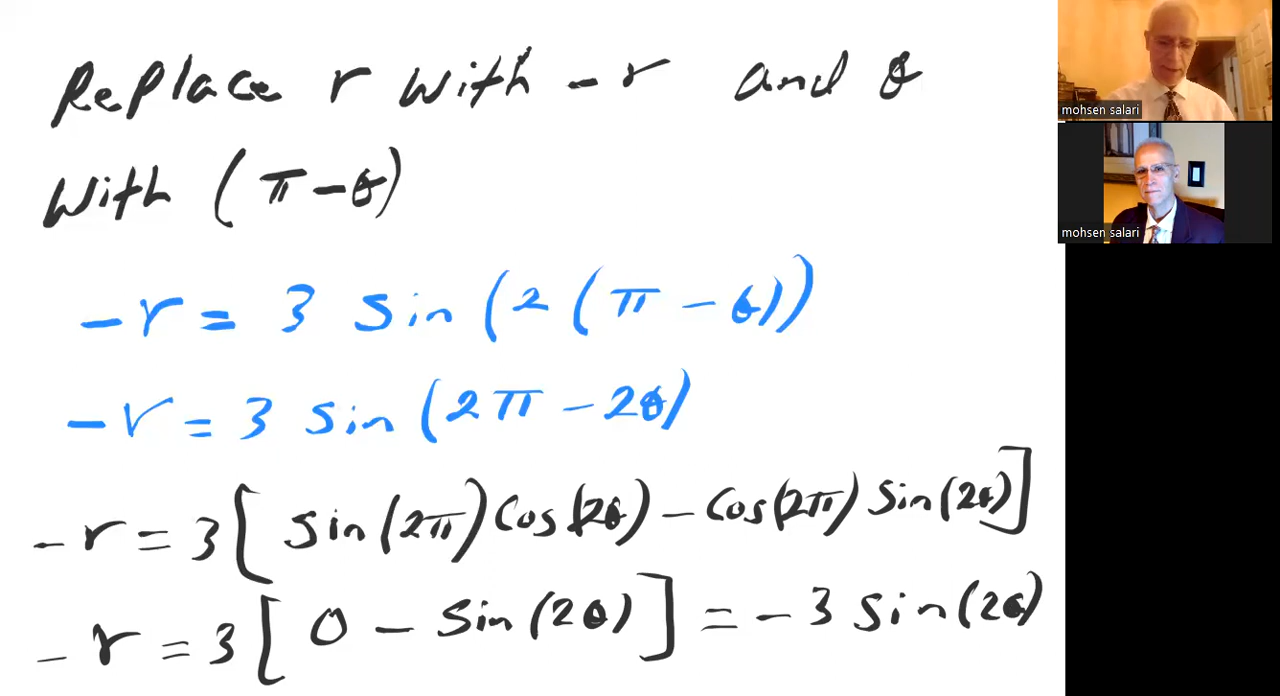 Replace r with -r and θ
with (π-θ)
-r = 3 sin(2(π-θ))
-r = 3 sin(2π-2θ)
-r = 3[sin(2π)cos(2θ)-cos(2π)sin(2θ)]
-r = 3[0-sin(2θ)] = -3 sin(2θ)
mohsen salari
mohsen salari